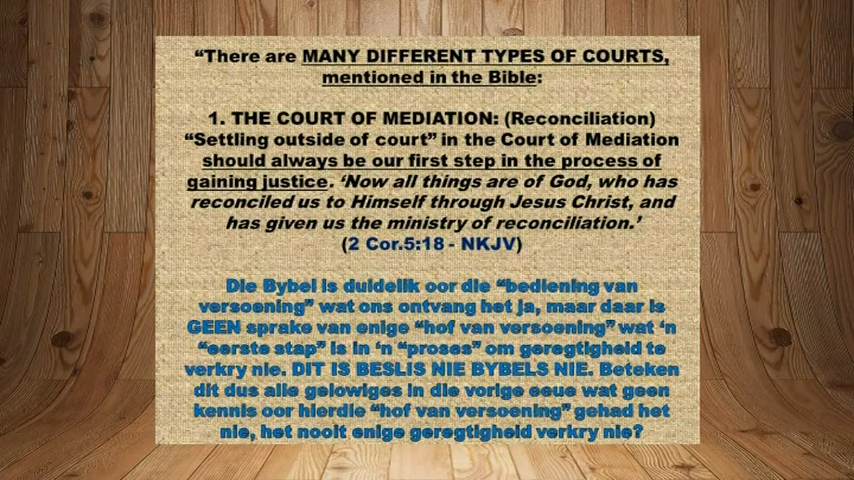 “There are MANY DIFFERENT TYPES OF COURTS,
mentioned in the Bible:
1. THE COURT OF MEDIATION: (Reconciliation)
“Settling outside of court” in the Court of Mediation
should always be our first step in the process of
gaining justice. ‘Now all things are of God, who has
reconciled us to Himself through Jesus Christ, and
has given us the ministry of reconciliation.’
(2 Cor.5:18 - NKJV)
Die Bybel is duidelik oor die “bediening van
versoening” wat ons ontvang het ja, maar daar is
GEEN sprake van enige “hof van versoening” wat ‘n
“eerste stap” is in ‘n “proses” om geregtigheid te
verkry nie. DIT IS BESLIS NIE BYBELS NIE. Beteken
dit dus alle gelowiges in die vorige eeue wat geen
kennis oor hierdie “hof van versoening” gehad het
nie, het nooit enige geregtigheid verkry nie?